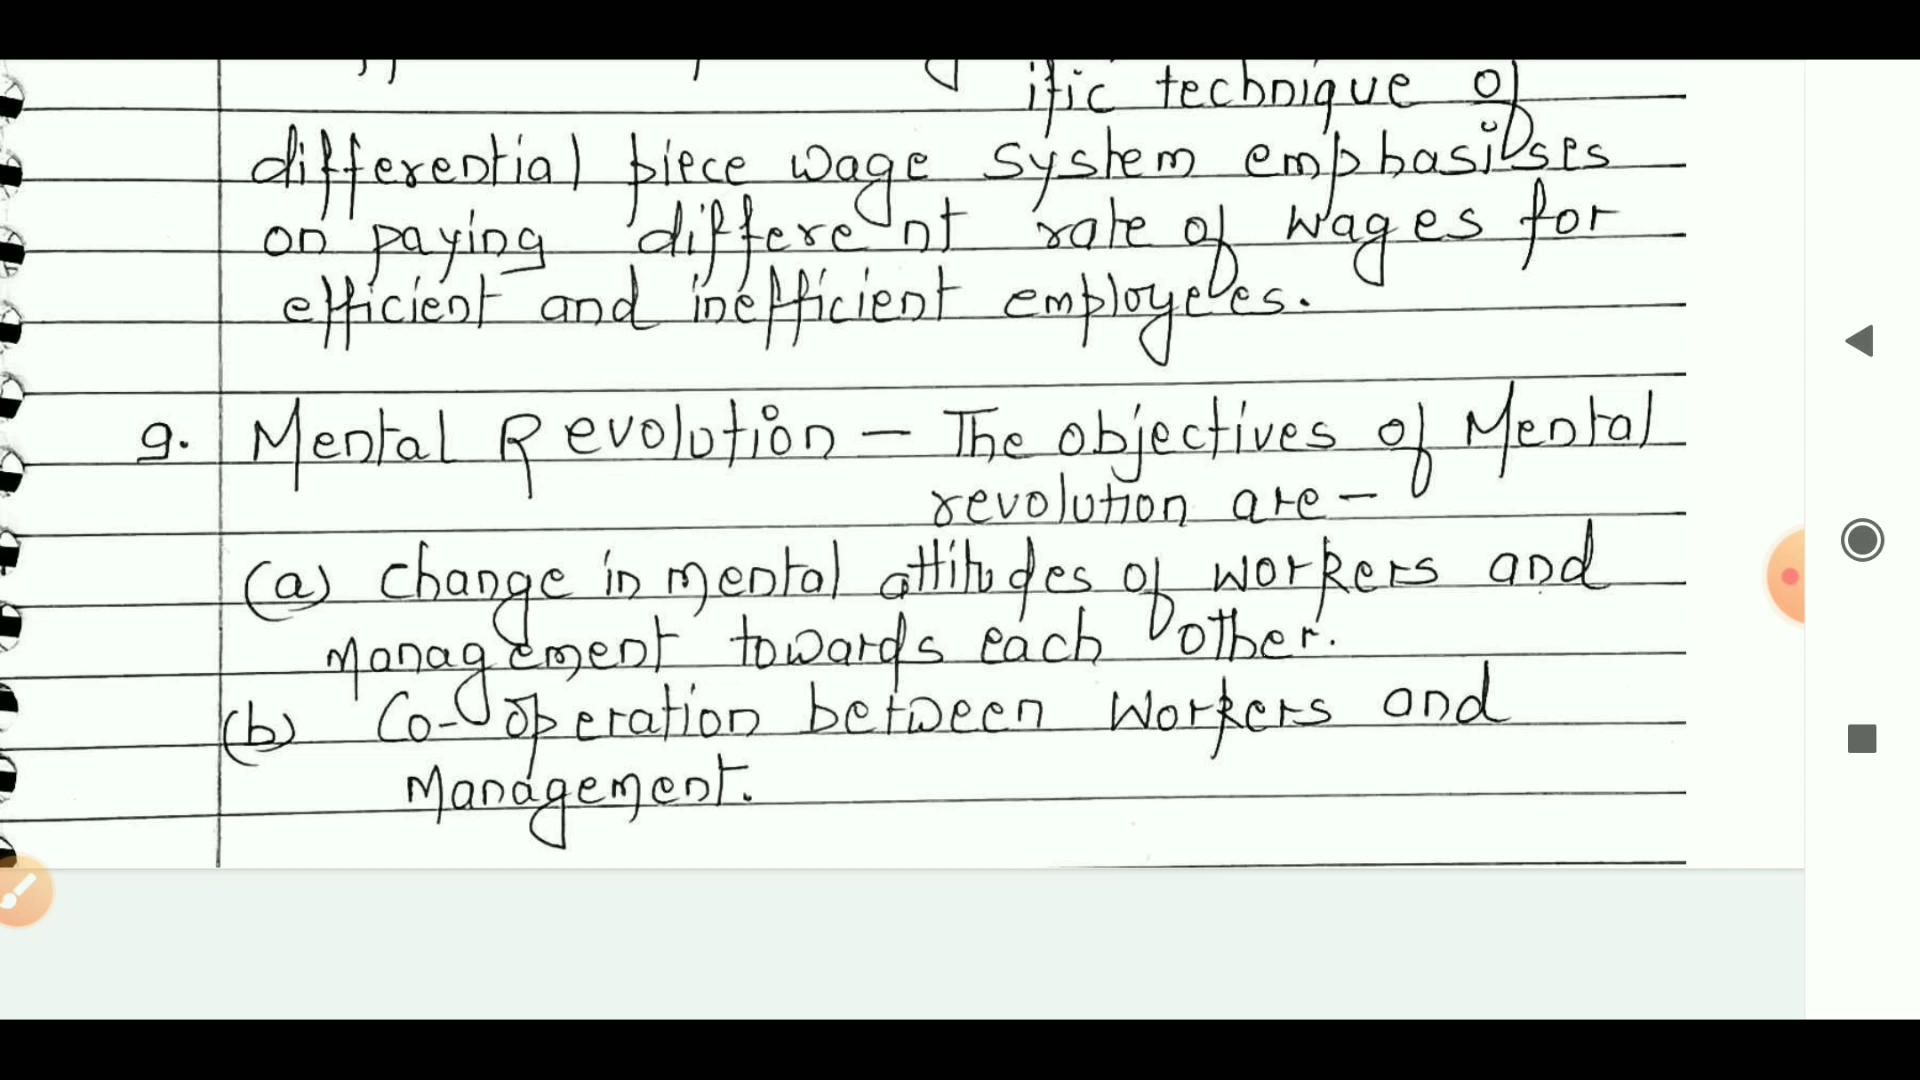 ific technique of
differential piece wage system emphasises
on paying different rate of wages for
efficient and inefficient employees.
9. Mental Revolution – The objectives of Mental
revolution are –
(a) change in mental attitudes of workers and
Management towards each other.
(b) Co-operation between Workers and
Management.